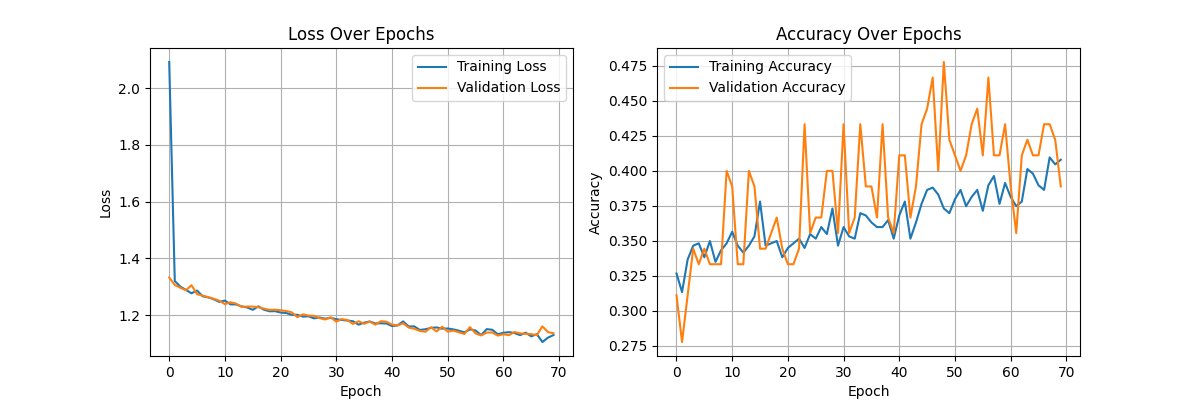 Loss Over Epochs
Training Loss
Validation Loss
2.0
1.8
1.6
1.4
1.2
Loss
0 10 20 30 40 50 60 70
Epoch
Accuracy Over Epochs
Training Accuracy
Validation Accuracy
0.475
0.450
0.425
0.400
0.375
0.350
0.325
0.300
0.275
Accuracy
0 10 20 30 40 50 60 70
Epoch